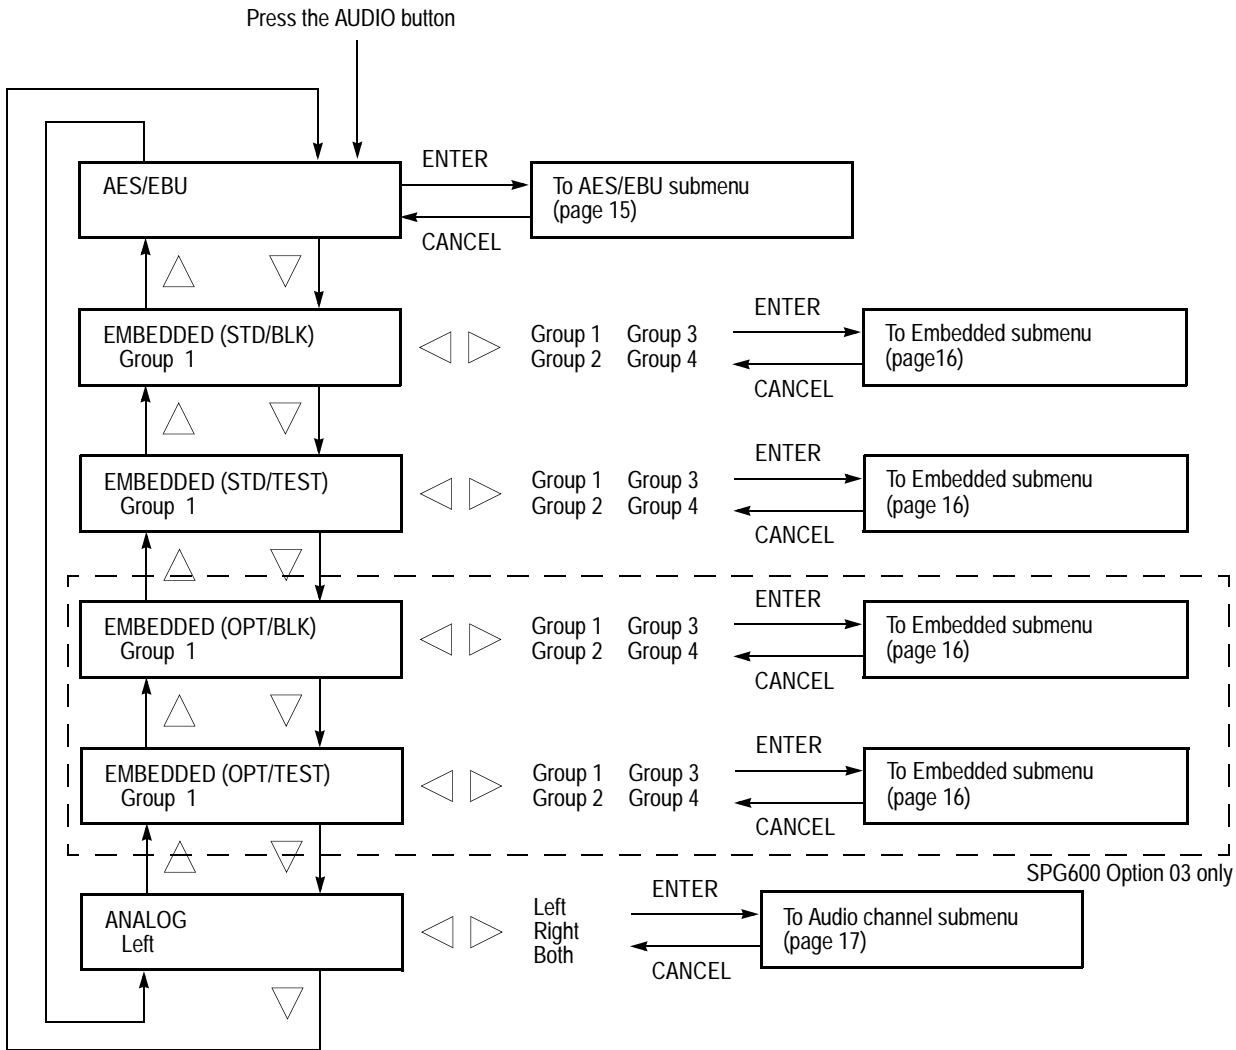 Press the AUDIO button
ENTER
AES/EBU
To AES/EBU submenu
(page 15)
CANCEL
ENTER
EMBEDDED (STD/BLK)
Group 1
Group 1 Group 3
Group 2 Group 4
To Embedded submenu
(page16)
CANCEL
ENTER
EMBEDDED (STD/TEST)
Group 1
Group 1 Group 3
Group 2 Group 4
To Embedded submenu
(page 16)
CANCEL
ENTER
EMBEDDED (OPT/BLK)
Group 1
Group 1 Group 3
Group 2 Group 4
To Embedded submenu
(page 16)
CANCEL
ENTER
EMBEDDED (OPT/TEST)
Group 1
Group 1 Group 3
Group 2 Group 4
To Embedded submenu
(page 16)
CANCEL
SPG600 Option 03 only
ENTER
ANALOG
Left
Left
Right
Both
To Audio channel submenu
(page 17)
CANCEL